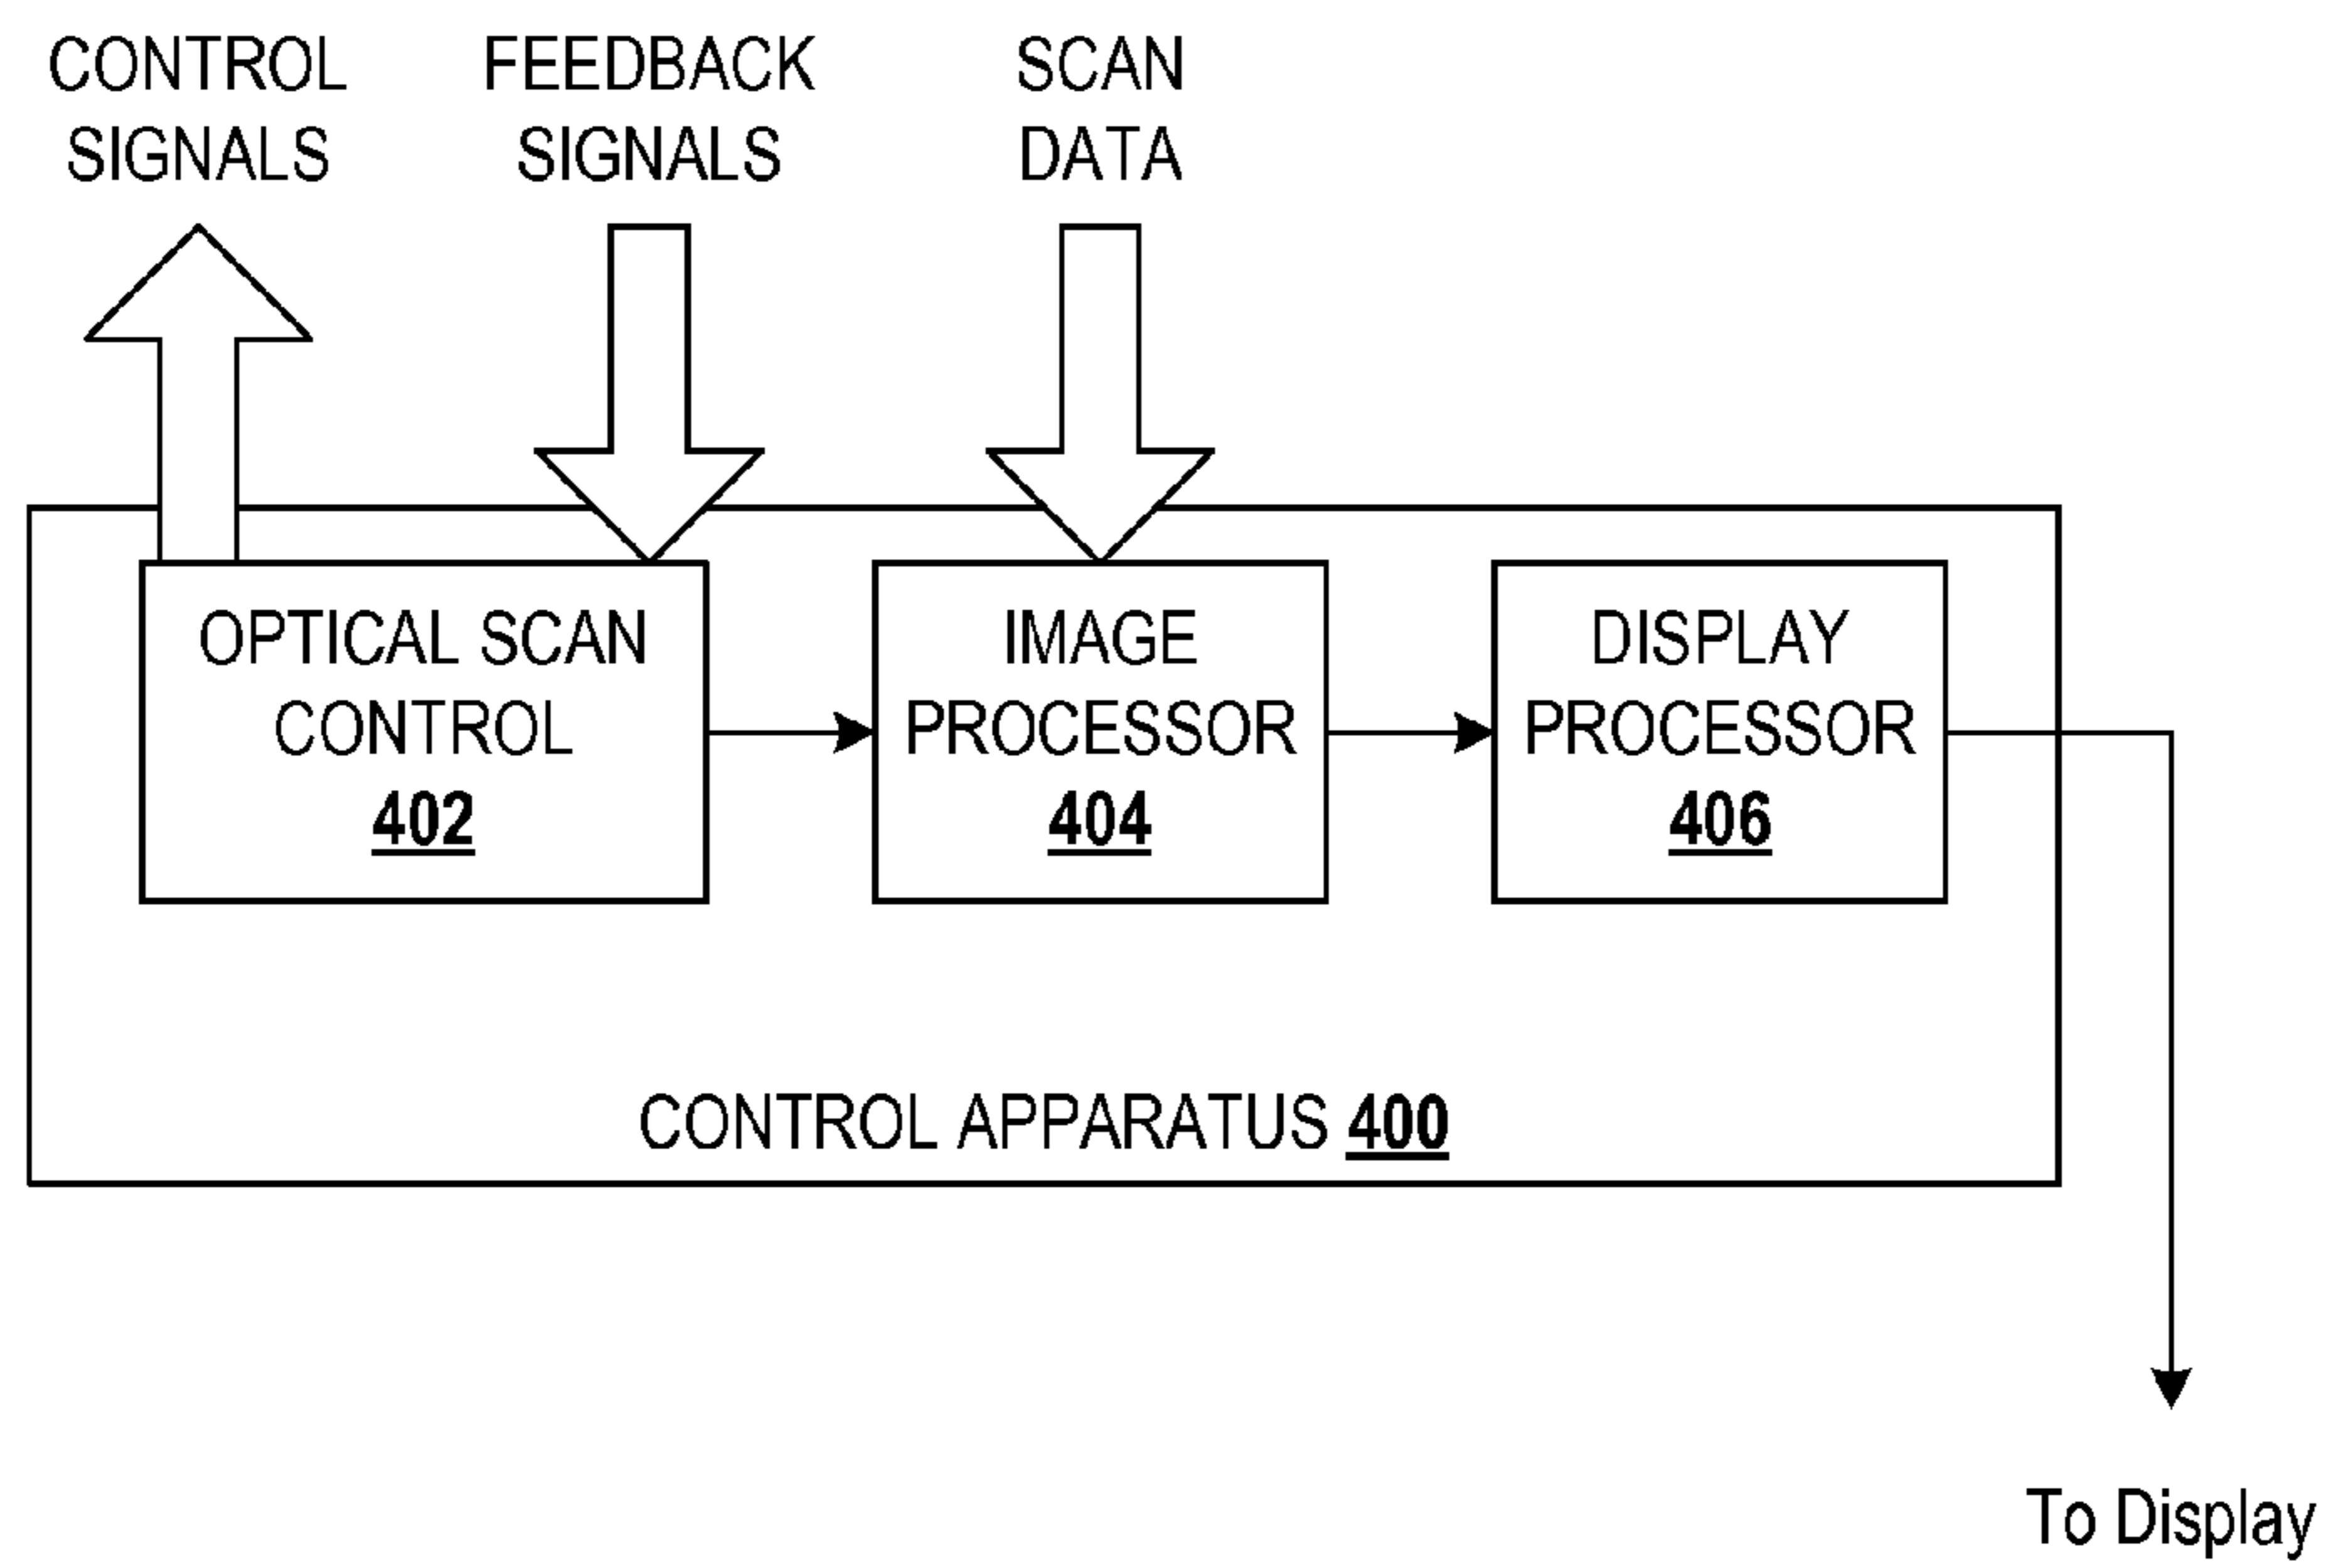 CONTROL
SIGNALS
FEEDBACK
SIGNALS
SCAN
DATA
OPTICAL SCAN
CONTROL
402
IMAGE
PROCESSOR
404
DISPLAY
PROCESSOR
406
CONTROL APPARATUS 400
To Display